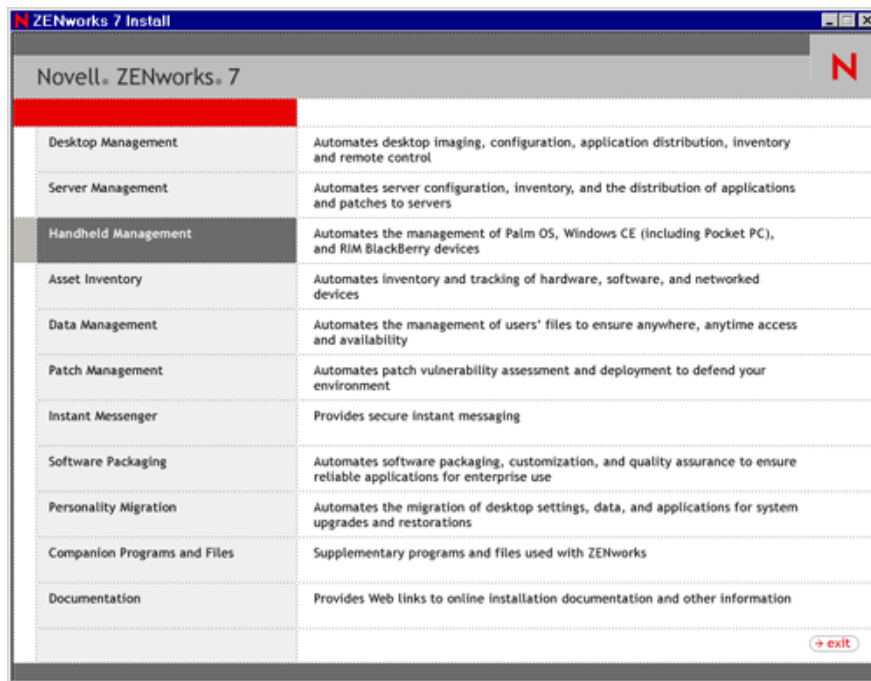 N ZENworks 7 Install
Novell® ZENworks® 7
N
Desktop Management
Automates desktop imaging, configuration, application distribution, inventory
and remote control
Server Management
Automates server configuration, inventory, and the distribution of applications
and patches to servers
Handheld Management
Automates the management of Palm OS, Windows CE (including Pocket PC),
and RIM BlackBerry devices
Asset Inventory
Automates inventory and tracking of hardware, software, and networked
devices
Data Management
Automates the management of users' files to ensure anywhere, anytime access
and availability
Patch Management
Automates patch vulnerability assessment and deployment to defend your
environment
Instant Messenger
Provides secure instant messaging
Software Packaging
Automates software packaging, customization, and quality assurance to ensure
reliable applications for enterprise use
Personality Migration
Automates the migration of desktop settings, data, and applications for system
upgrades and restorations
Companion Programs and Files
Supplementary programs and files used with ZENworks
Documentation
Provides Web links to online installation documentation and other information
exit